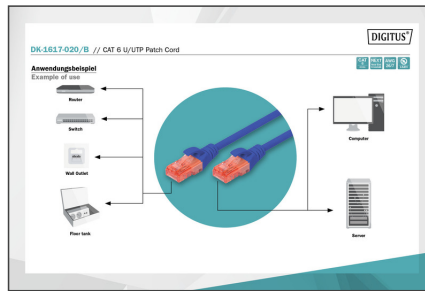 DIGITUS®
DK-1617-020/B // CAT 6 U/UTP Patch Cord
Anwendungsbeispiel
Example of use
Router
Switch
Wall Outlet
Floor tank
Computer
Server